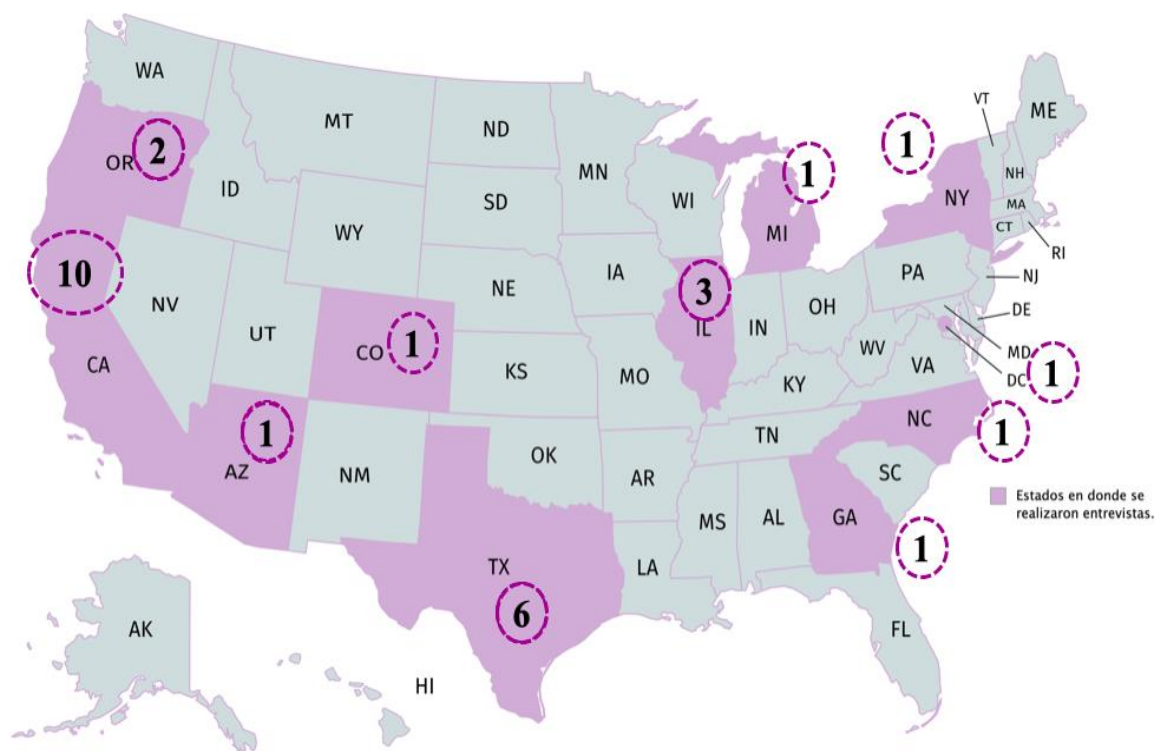 WA
MT
ND
MN
VT
ME
OR
2
ID
SD
WI
1
1
NH
NY
MA
CT
RI
WY
MI
10
NV
UT
NE
IA
3
IL
IN
OH
PA
NJ
DE
MD
DC
1
CA
CO
1
KS
MO
WV
VA
KY
NC
1
AZ
1
NM
OK
AR
TN
SC
MS
AL
GA
1
Estados en donde se
realizaron entrevistas.
TX
6
LA
FL
AK
HI